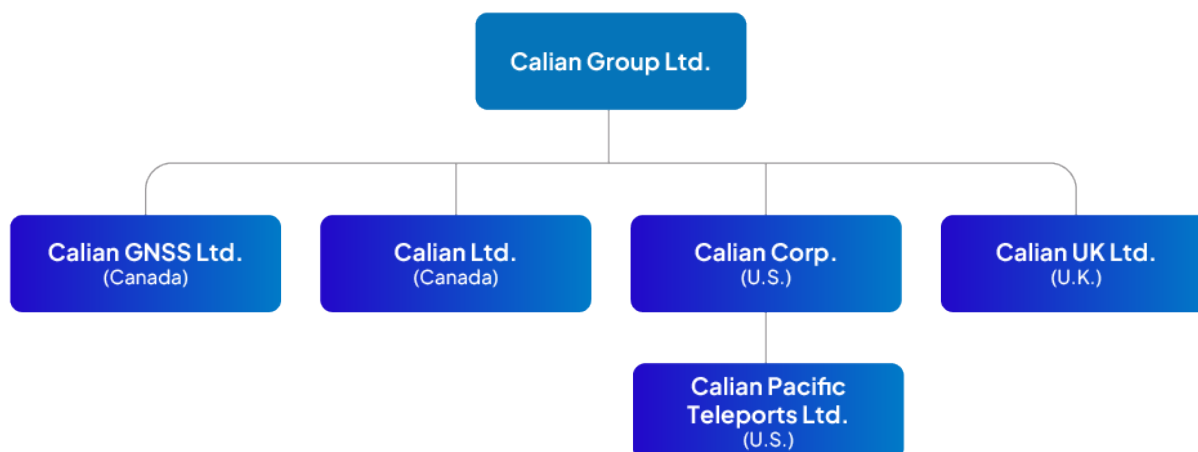 Calian Group Ltd.
Calian GNSS Ltd.
(Canada)
Calian Ltd.
(Canada)
Calian Corp.
(U.S.)
Calian UK Ltd.
(U.K.)
Calian Pacific
Teleports Ltd.
(U.S.)